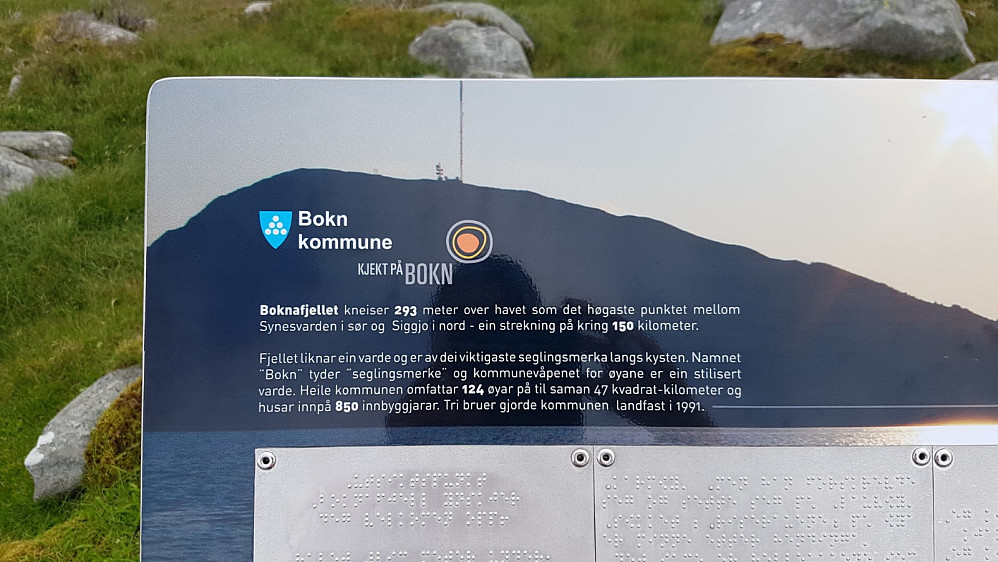 Bokn
kommune
KJEKT PÅ BOKN
Boknafjellet kneiser 293 meter over havet som det høgaste punktet mellom
Synesvarden i sør og Siggjo i nord - ein strekning på kring 150 kilometer.
Fjellet liknar ein varde og er av dei viktigaste seglingsmerka langs kysten. Namnet
"Bokn" tyder "seglingsmerke" og kommunevåpenet for øyane er ein stilisert
varde. Heile kommunen omfattar 124 øyar på til saman 47 kvadrat-kilometer og
husar innpå 850 innbyggjarar. Tri bruer gjorde kommunen landfast i 1991.